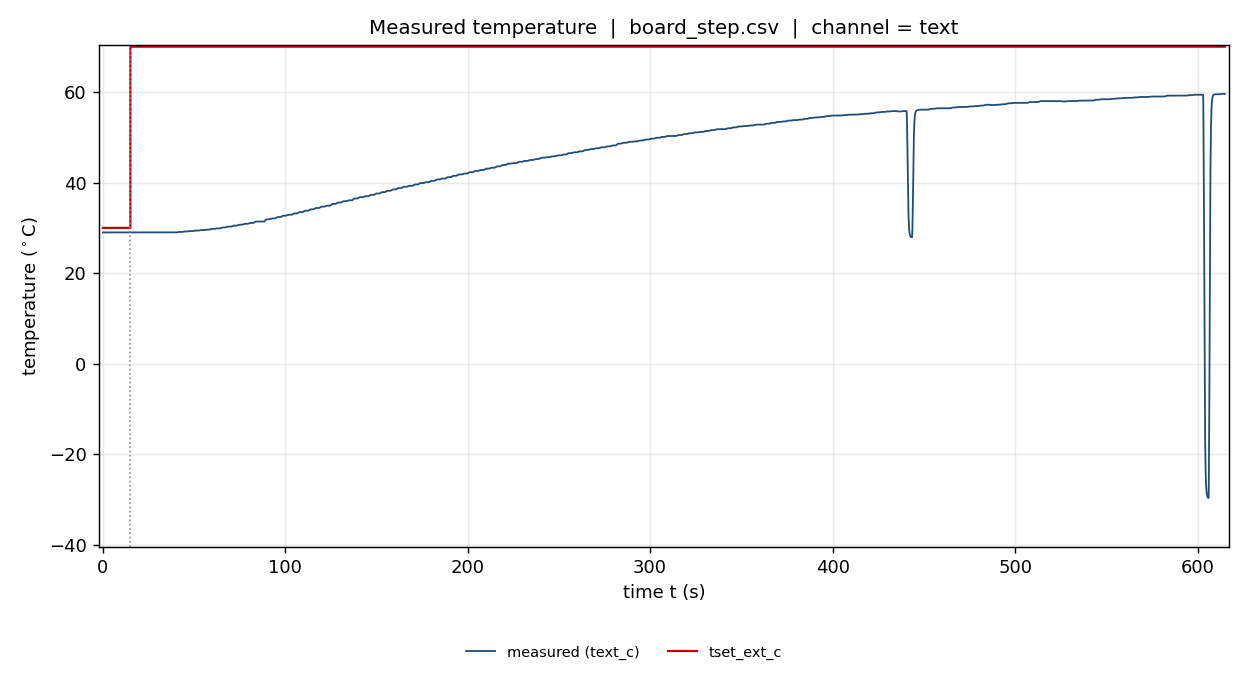 Measured temperature | board_step.csv | channel = text
temperature (°C)
60
40
20
0
−20
−40
0 100 200 300 400 500 600
time t (s)
measured (text_c) tset_ext_c